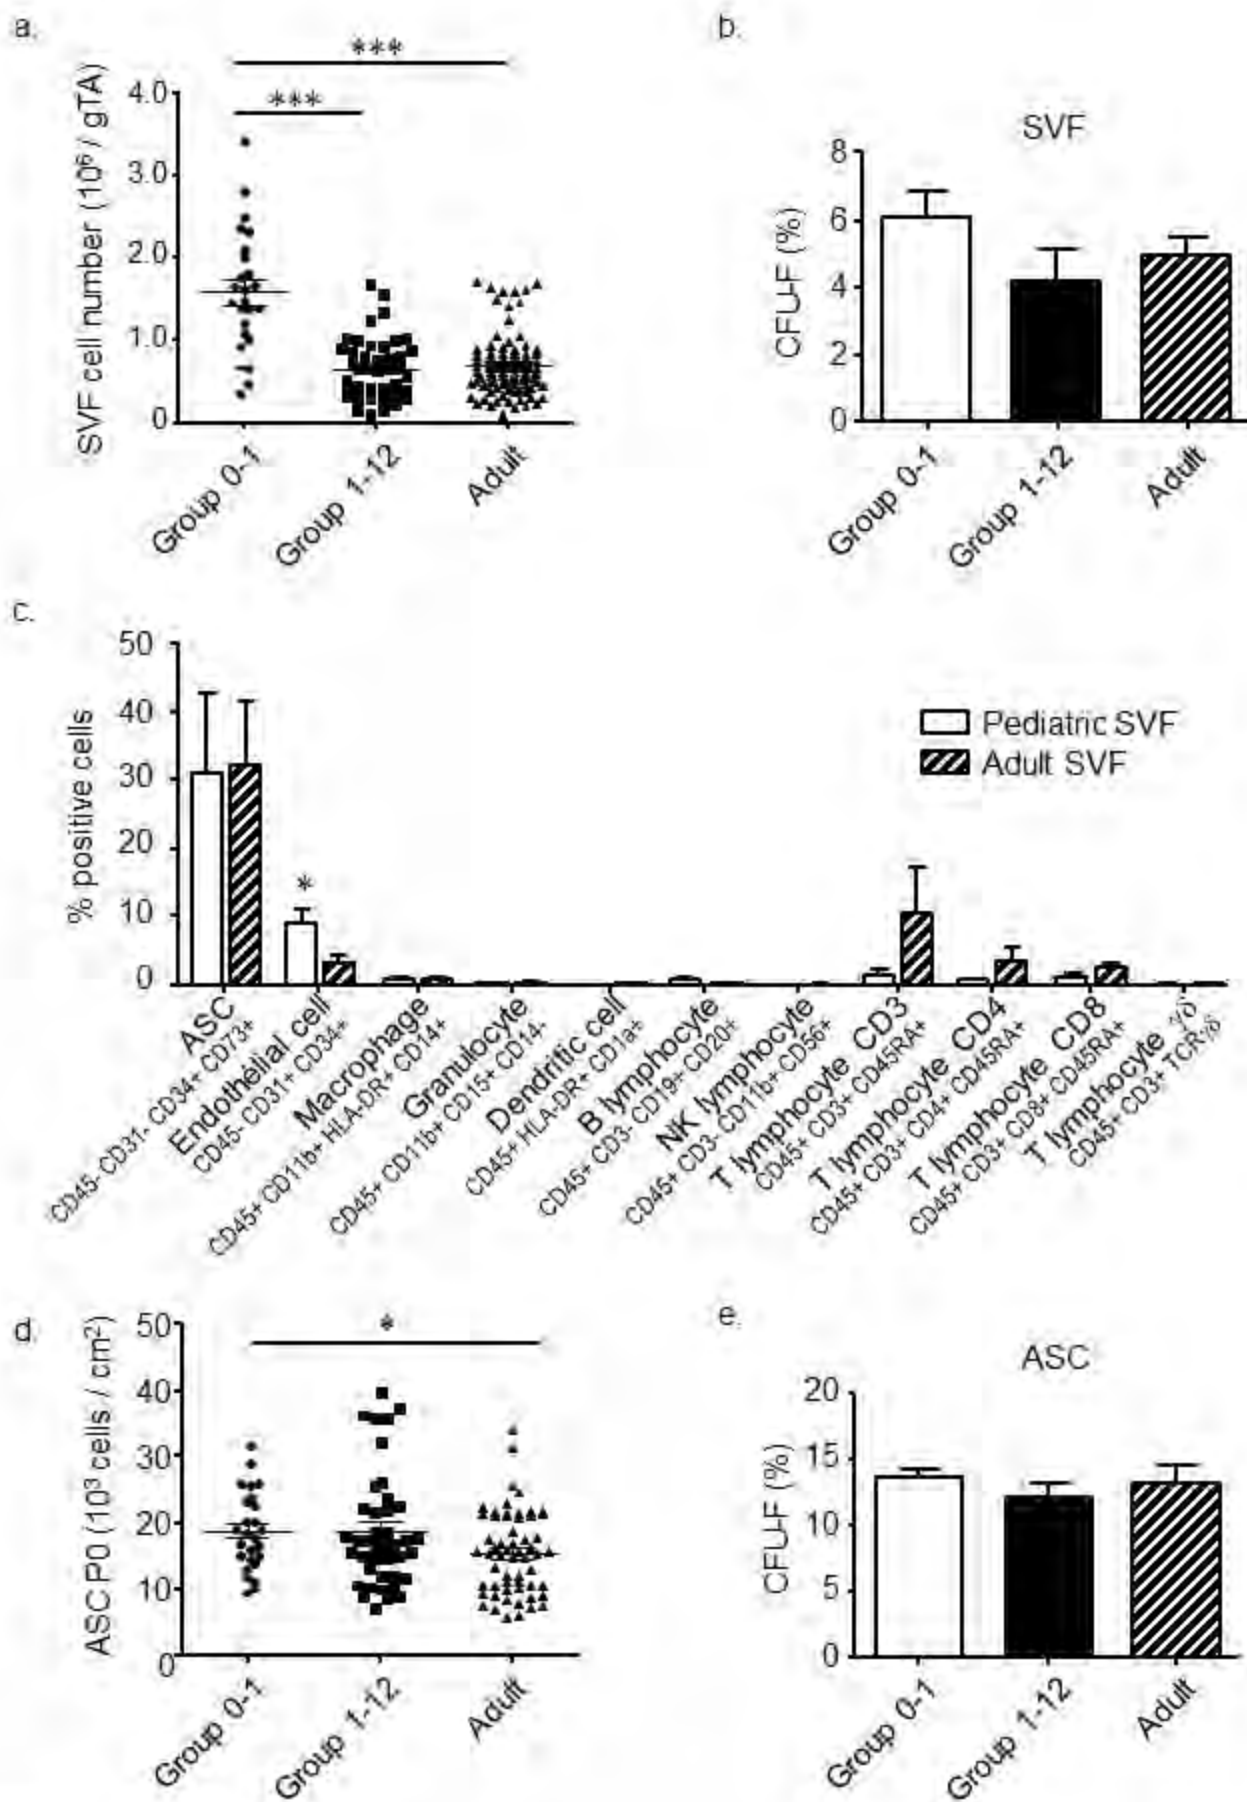 a.
***
***
SVF cell number (10⁶ / gTA)
4.0
3.0
2.0
1.0
0
Group 0-1
Group 1-12
Adult
b.
SVF
CFU-F (%)
8
6
4
2
0
Group 0-1
Group 1-12
Adult
c.
% positive cells
50
40
30
20
10
0
*
Pediatric SVF
Adult SVF
ASC
CD45- CD31- CD34+ CD73+
Endothelial cell
CD45- CD31+ CD34+
Macrophage
CD45+ CD11b+ HLA-DR+ CD14+
Granulocyte
CD45+ CD11b+ CD15+ CD14-
Dendritic cell
CD45+ HLA-DR+ CD1a+
B lymphocyte
CD45+ CD3- CD19+ CD20+
NK lymphocyte
CD45+ CD3- CD11b+ CD56+
T lymphocyte CD3
CD45+ CD3+ CD45RA+
T lymphocyte CD4
CD45+ CD3+ CD4+ CD45RA+
T lymphocyte CD8
CD45+ CD3+ CD8+ CD45RA+
T lymphocyte γδ
CD45+ CD3+ TCRγδ
d.
*
ASC P0 (10³ cells / cm²)
50
40
30
20
10
0
Group 0-1
Group 1-12
Adult
e.
ASC
CFU-F (%)
20
15
10
5
0
Group 0-1
Group 1-12
Adult